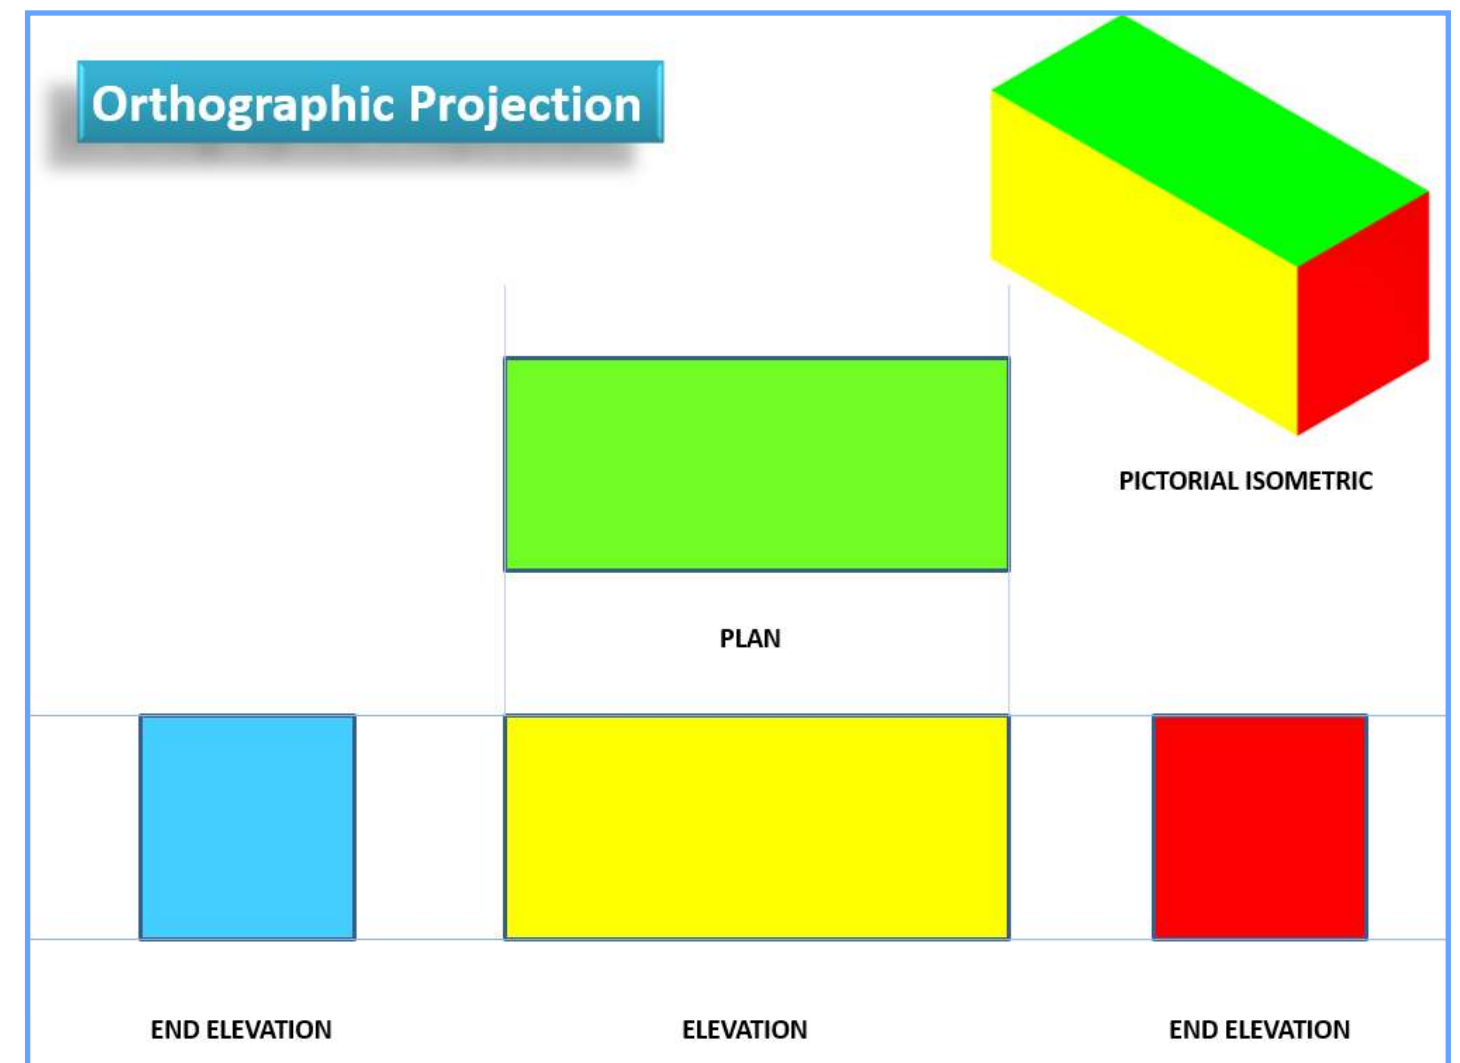 Orthographic Projection
PICTORIAL ISOMETRIC
PLAN
END ELEVATION
ELEVATION
END ELEVATION